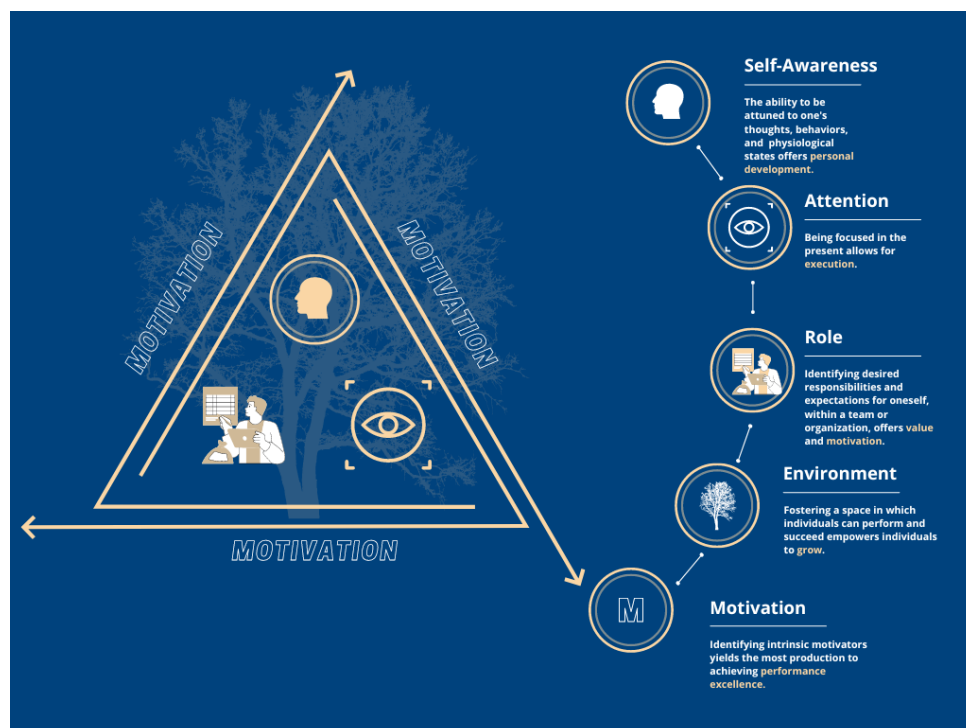 MOTIVATION
MOTIVATION
MOTIVATION
Self-Awareness
The ability to be
attuned to one's
thoughts, behaviors,
and physiological
states offers personal
development.
Attention
Being focused in the
present allows for
execution.
Role
Identifying desired
responsibilities and
expectations for oneself,
within a team or
organization, offers value
and motivation.
Environment
Fostering a space in which
individuals can perform and
succeed empowers individuals
to grow.
M
Motivation
Identifying intrinsic motivators
yields the most production to
achieving performance
excellence.